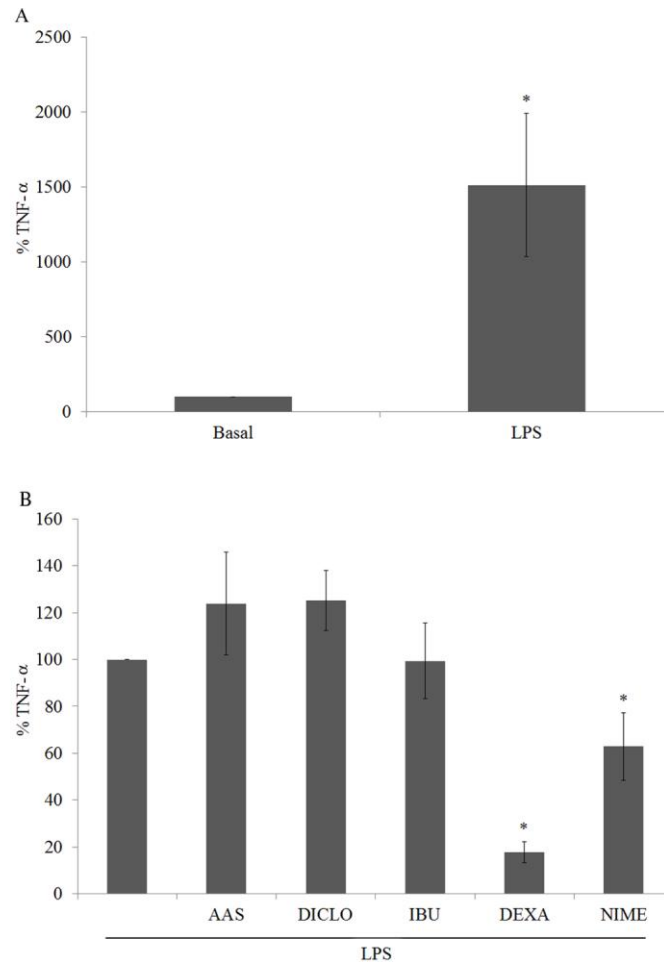 A
2500
2000
1500
1000
500
0
% TNF-α
*
Basal LPS
B
160
140
120
100
80
60
40
20
0
% TNF-α
*
*
AAS DICLO IBU DEXA NIME
LPS